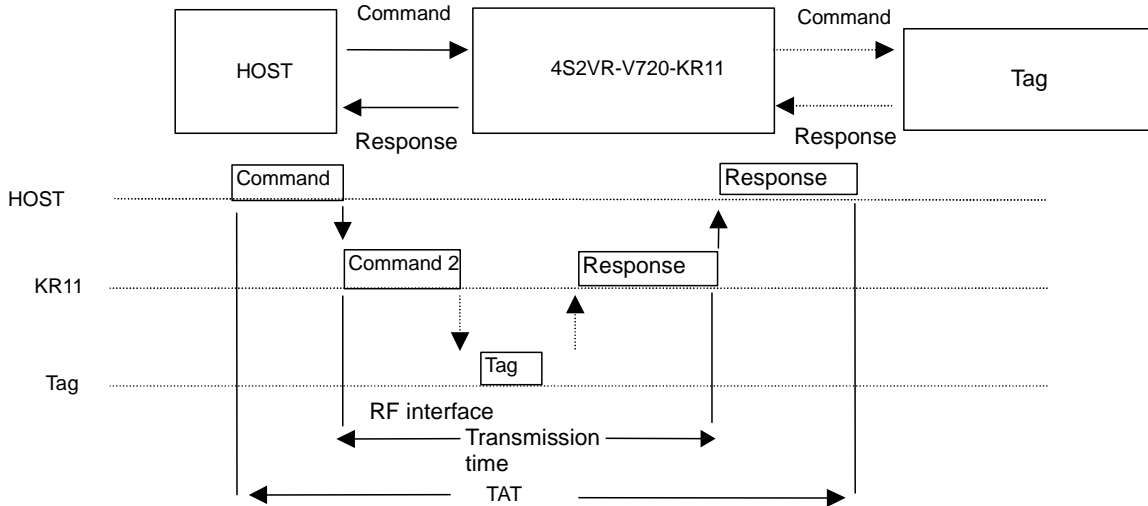 Command
Command
HOST
4S2VR-V720-KR11
Tag
Response
Response
Command
Response
HOST
Command 2
Response
KR11
Tag
Tag
RF interface
Transmission
time
TAT